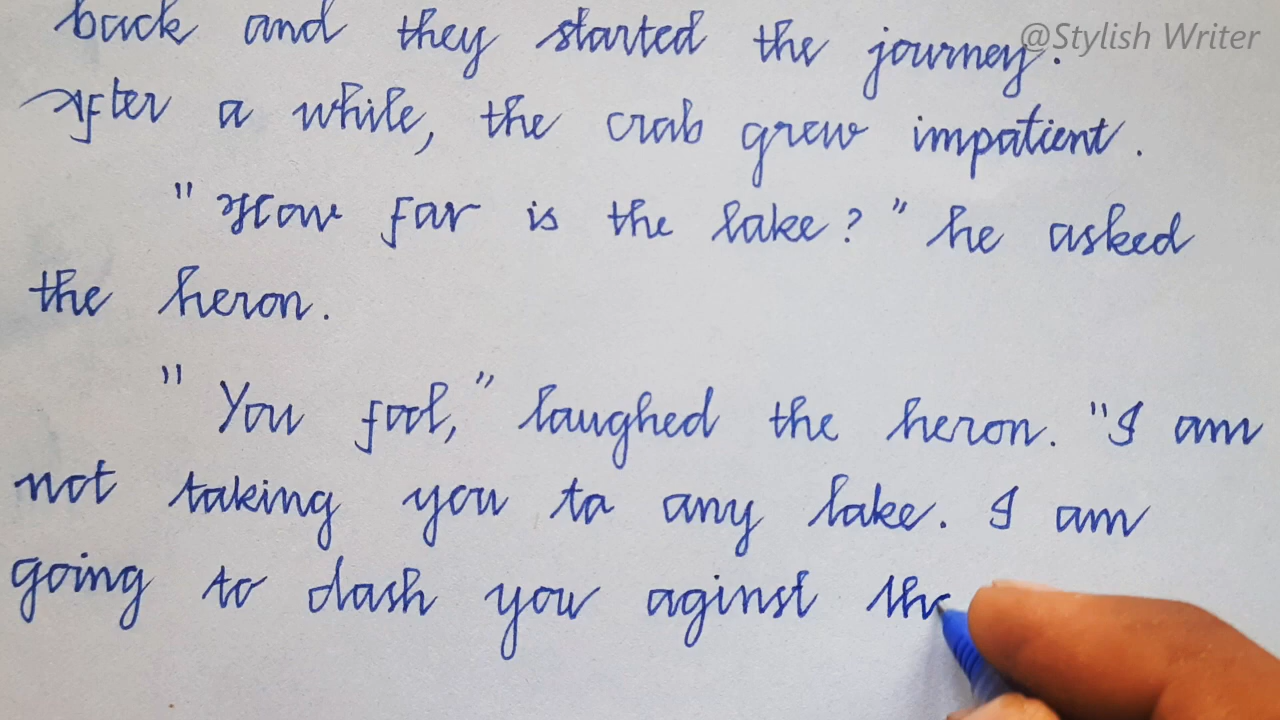 back and they started the journey.
@Stylish Writer
After a while, the crab grew impatient.
"How far is the lake?" he asked
the heron.
"You fool," laughed the heron. "I am
not taking you ta any lake. I am
going to dash you aginst the